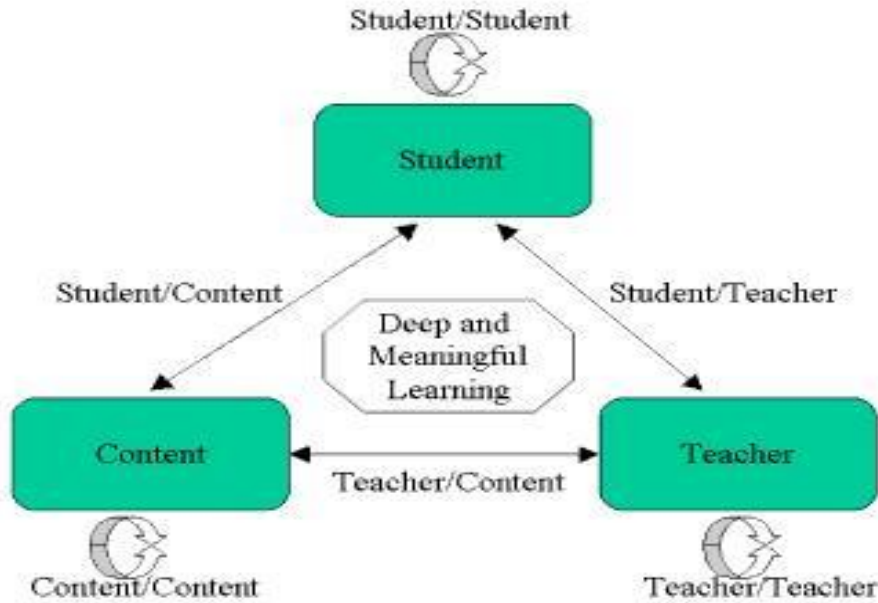 Student/Student
Student
Student/Content
Student/Teacher
Deep and
Meaningful
Learning
Content
Teacher
Teacher/Content
Content/Content
Teacher/Teacher